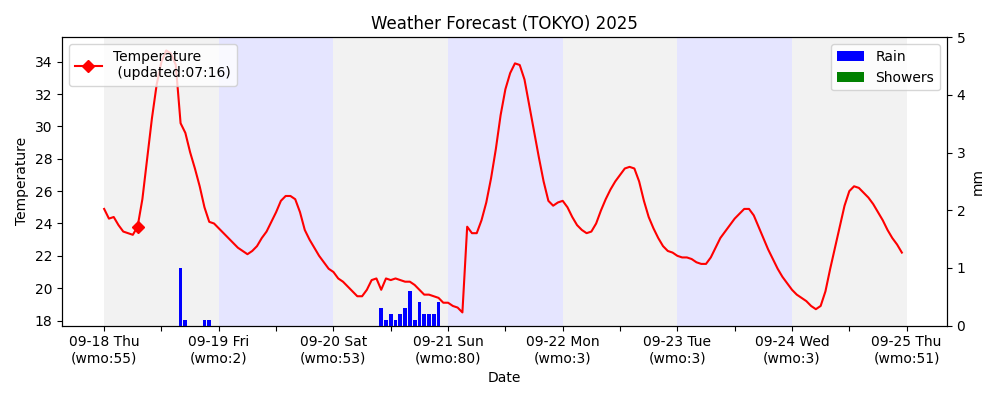 Weather Forecast (TOKYO) 2025
Temperature
(updated:07:16)
Rain
Showers
34
32
30
28
26
24
22
20
18
Temperature
5
4
3
2
1
0
mm
09-18 Thu
(wmo:55)
09-19 Fri
(wmo:2)
09-20 Sat
(wmo:53)
09-21 Sun
(wmo:80)
09-22 Mon
(wmo:3)
09-23 Tue
(wmo:3)
09-24 Wed
(wmo:3)
09-25 Thu
(wmo:51)
Date